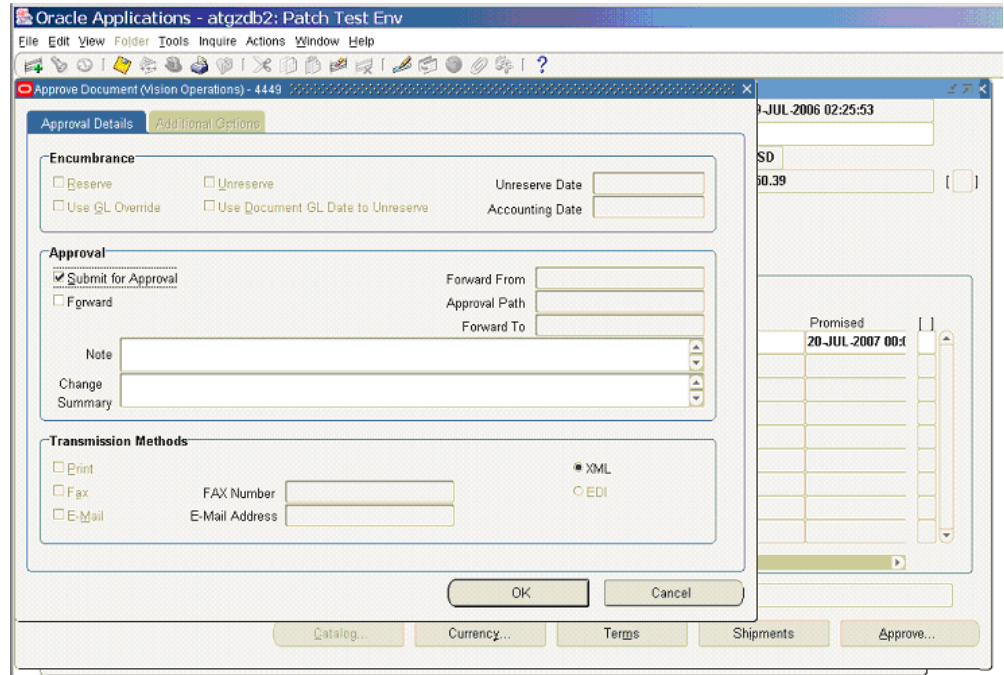 Oracle Applications - atgzdb2: Patch Test Env
File Edit View Folder Tools Inquire Actions Window Help
Approve Document (Vision Operations) - 4449
9-JUL-2006 02:25:53
Approval Details Additional Options
SD
Encumbrance
50.39 [ ]
Reserve Unreserve Unreserve Date
Use GL Override Use Document GL Date to Unreserve Accounting Date
Approval
Submit for Approval Forward From
Forward Approval Path
Forward To Promised [ ]
Note 20-JUL-2007 00:(
Change
Summary
Transmission Methods
Print XML
Fax FAX Number EDI
E-Mail E-Mail Address
OK Cancel
Catalog... Currency... Terms Shipments Approve...